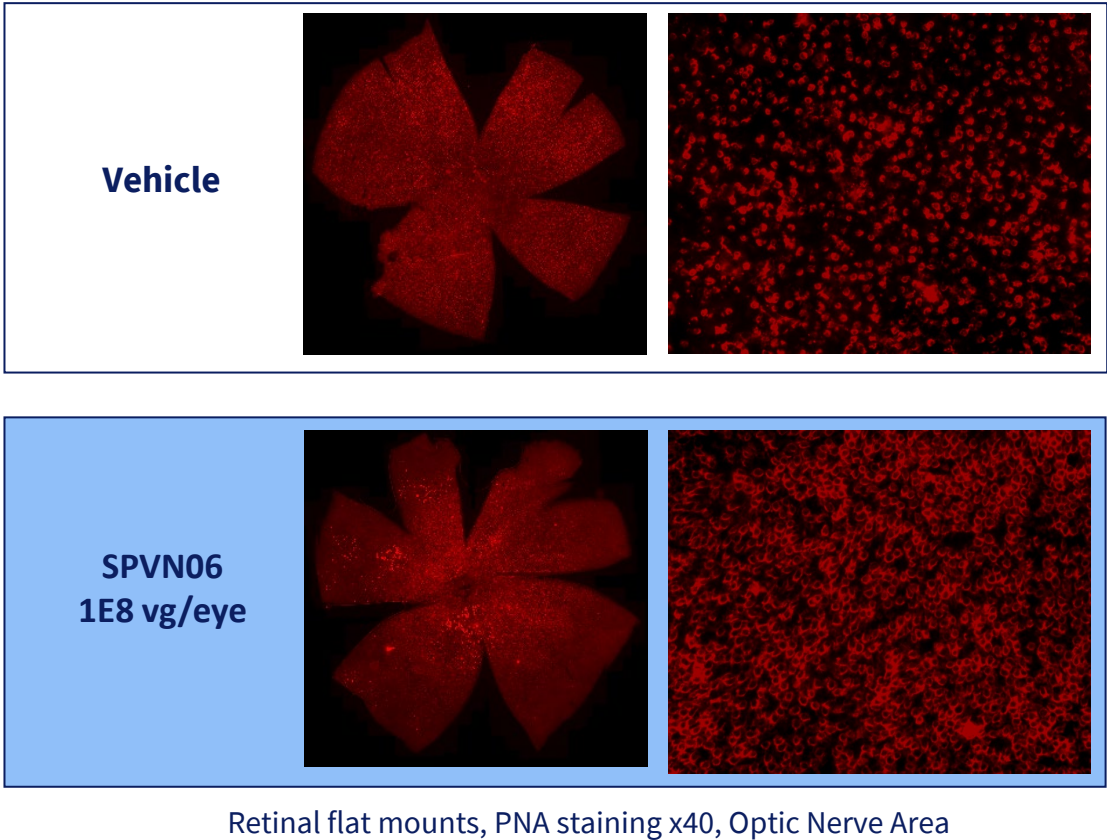 Vehicle
SPVN06
1E8 vg/eye
Retinal flat mounts, PNA staining x40, Optic Nerve Area